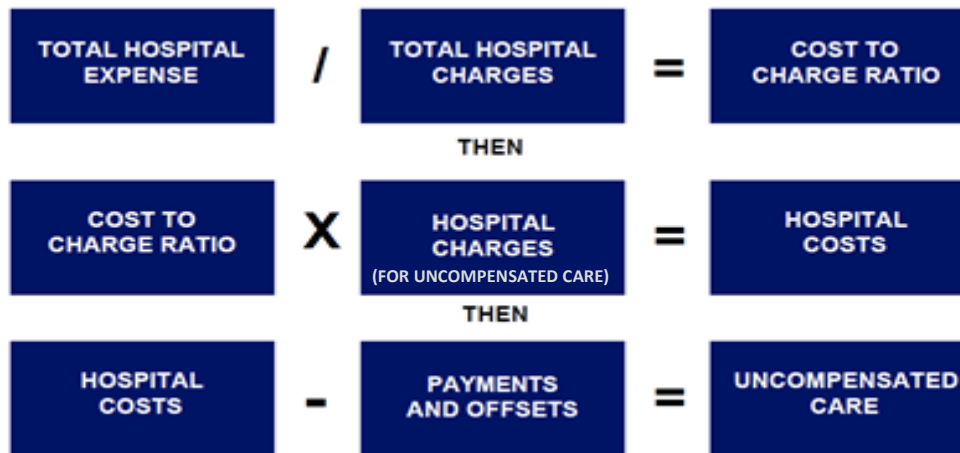 TOTAL HOSPITAL
EXPENSE
/
TOTAL HOSPITAL
CHARGES
=
COST TO
CHARGE RATIO
THEN
COST TO
CHARGE RATIO
X
HOSPITAL
CHARGES
(FOR UNCOMPENSATED CARE)
=
HOSPITAL
COSTS
THEN
HOSPITAL
COSTS
-
PAYMENTS
AND OFFSETS
=
UNCOMPENSATED
CARE